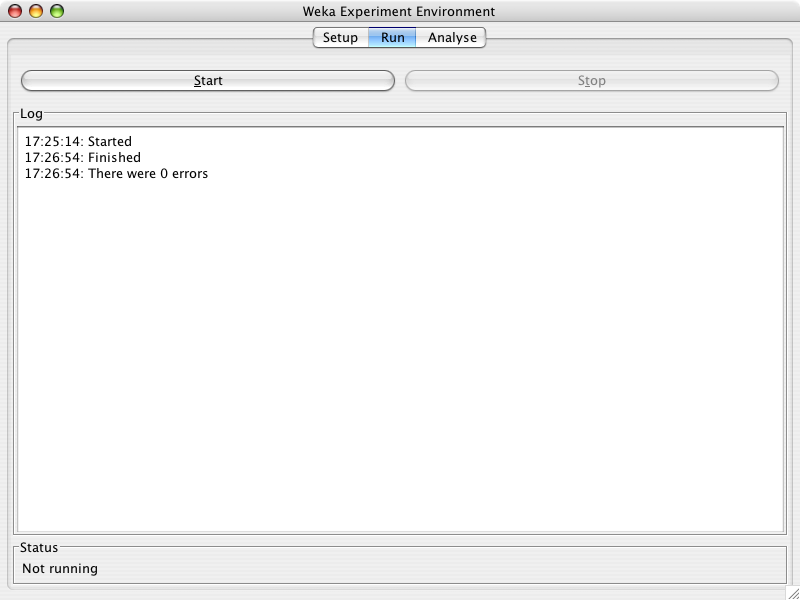 Weka Experiment Environment
Setup Run Analyse
Start Stop
Log
17:25:14: Started
17:26:54: Finished
17:26:54: There were 0 errors
Status
Not running